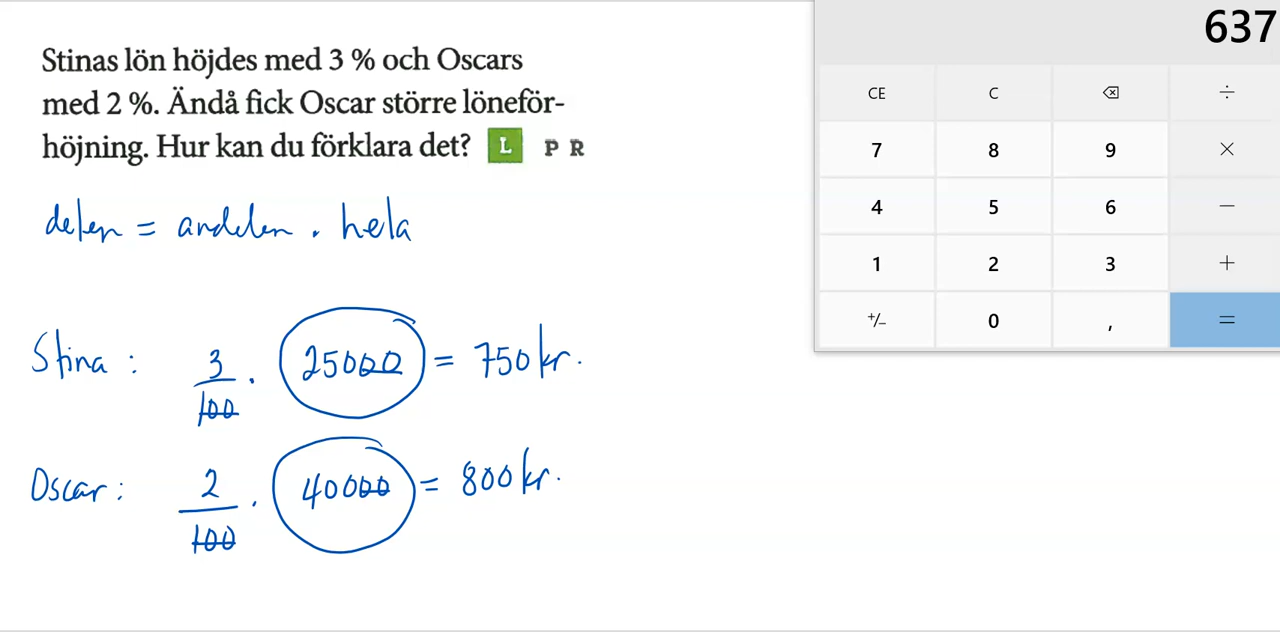 Stinas lön höjdes med 3 % och Oscars
med 2 %. Ändå fick Oscar större löneför-
höjning. Hur kan du förklara det? L P R
delen = andelen . hela
Stina : 3/100 . 25000 = 750 kr.
Oscar : 2/100 . 40000 = 800 kr.
637
CE C ÷
7 8 9 ×
4 5 6 −
1 2 3 +
+/− 0 , =